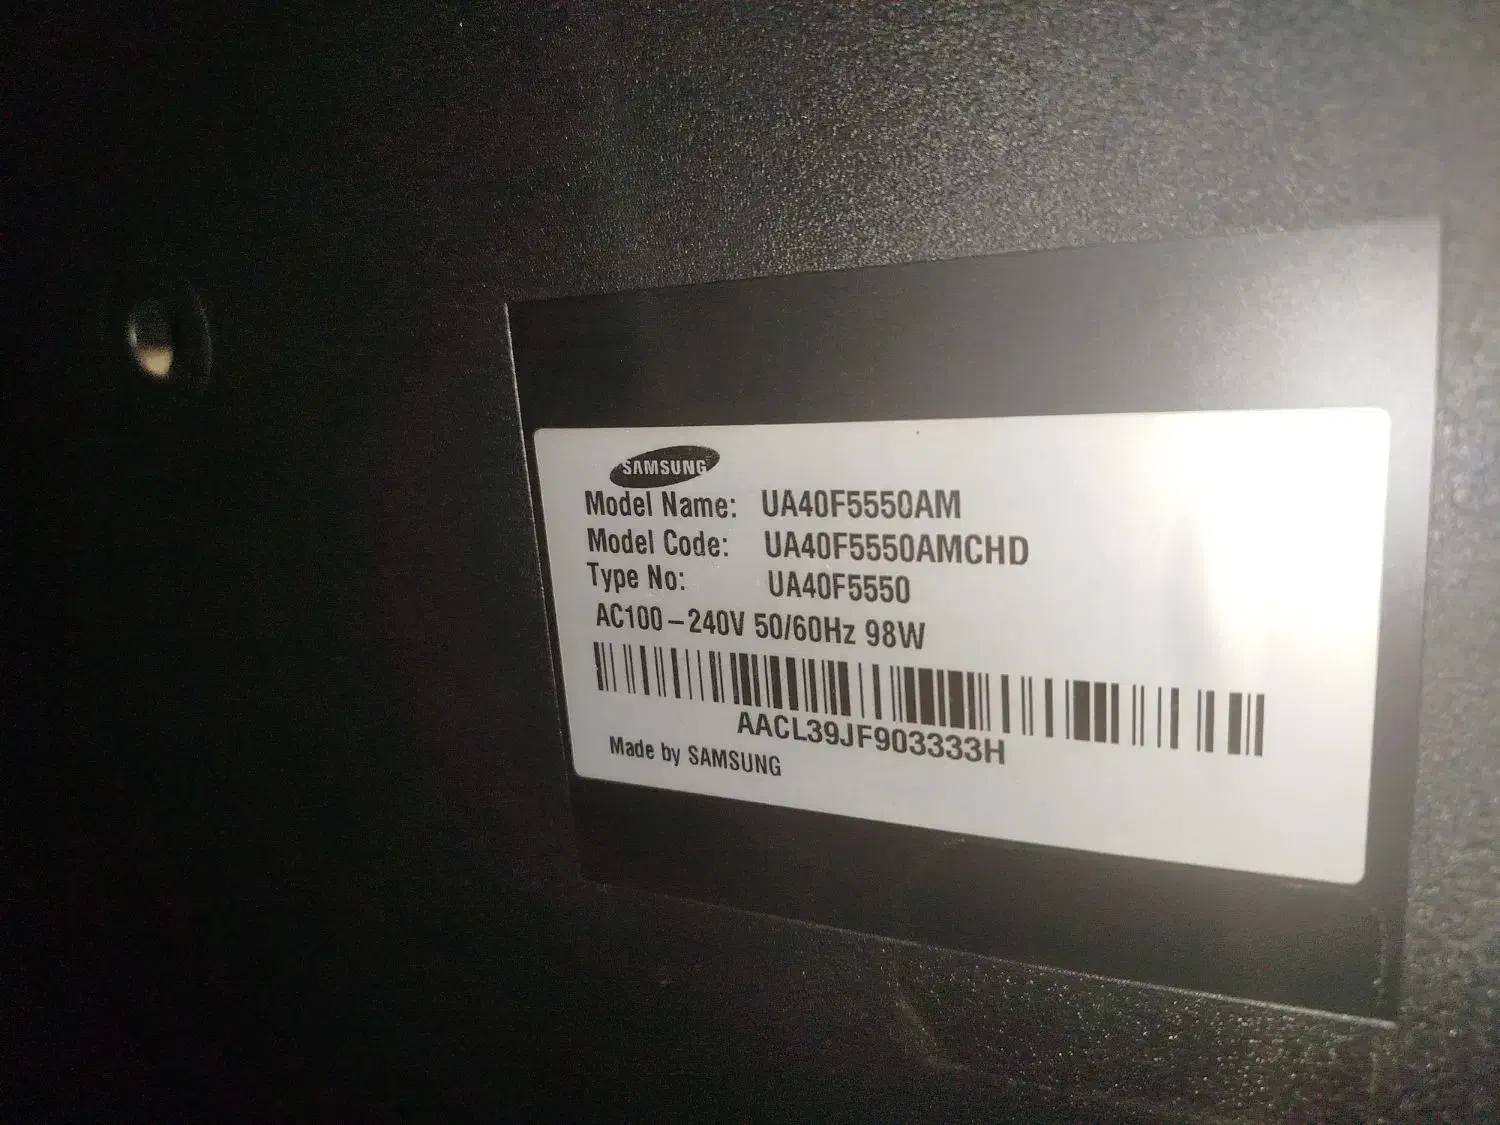 SAMSUNG
Model Name: UA40F5550AM
Model Code: UA40F5550AMCHD
Type No: UA40F5550
AC100-240V 50/60Hz 98W
AACL39JF903333H
Made by SAMSUNG